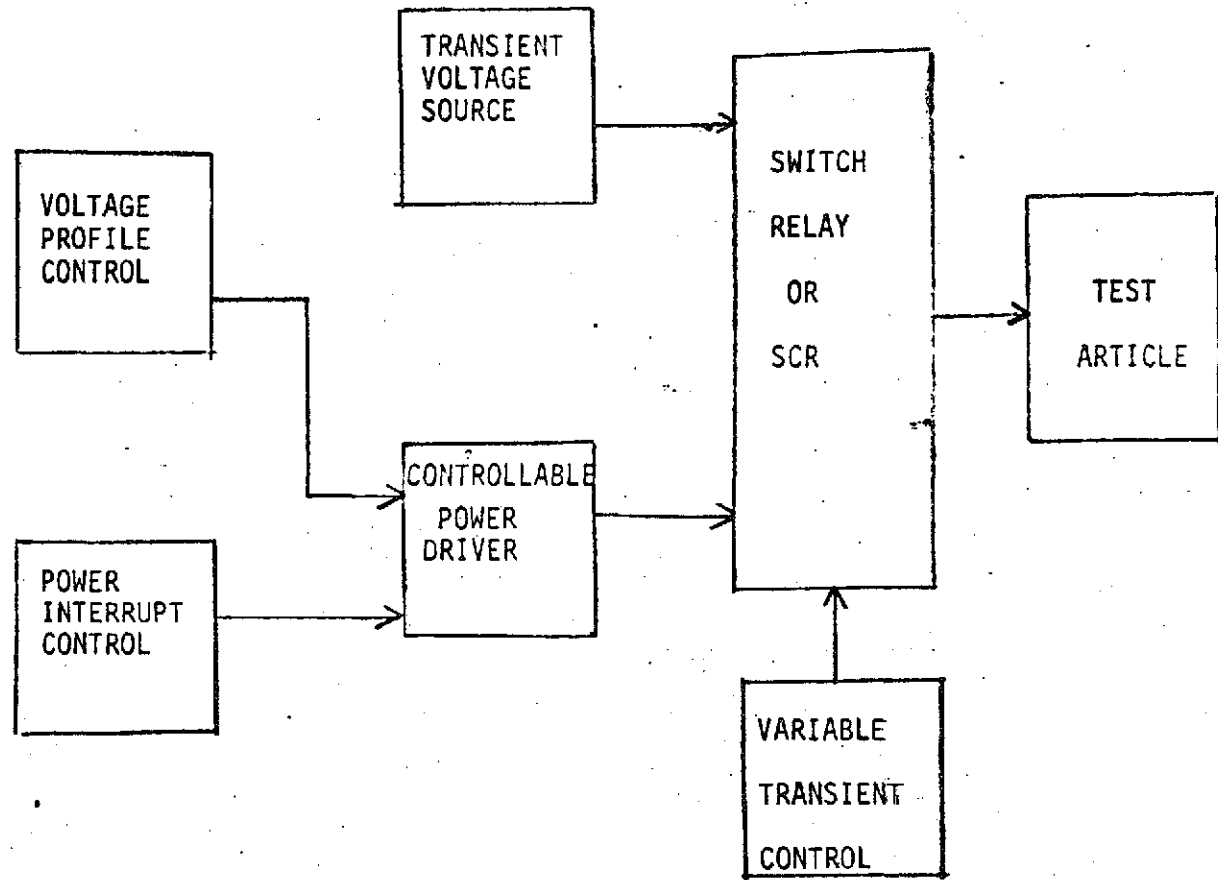 TRANSIENT
VOLTAGE
SOURCE
SWITCH
RELAY
OR
SCR
VOLTAGE
PROFILE
CONTROL
TEST
ARTICLE
CONTROLLABLE
POWER
DRIVER
POWER
INTERRUPT
CONTROL
VARIABLE
TRANSIENT
CONTROL